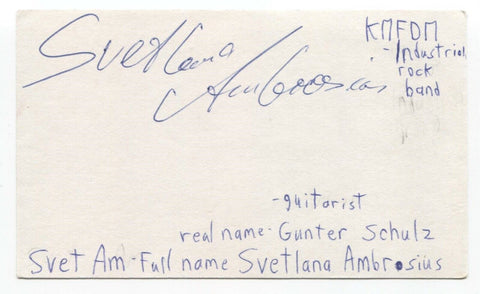 Svetlana
Ambrosius
KMFDM
-Industrial
rock
band
-guitarist
real name- Gunter Schulz
Svet Am-Full name Svetlana Ambrosius